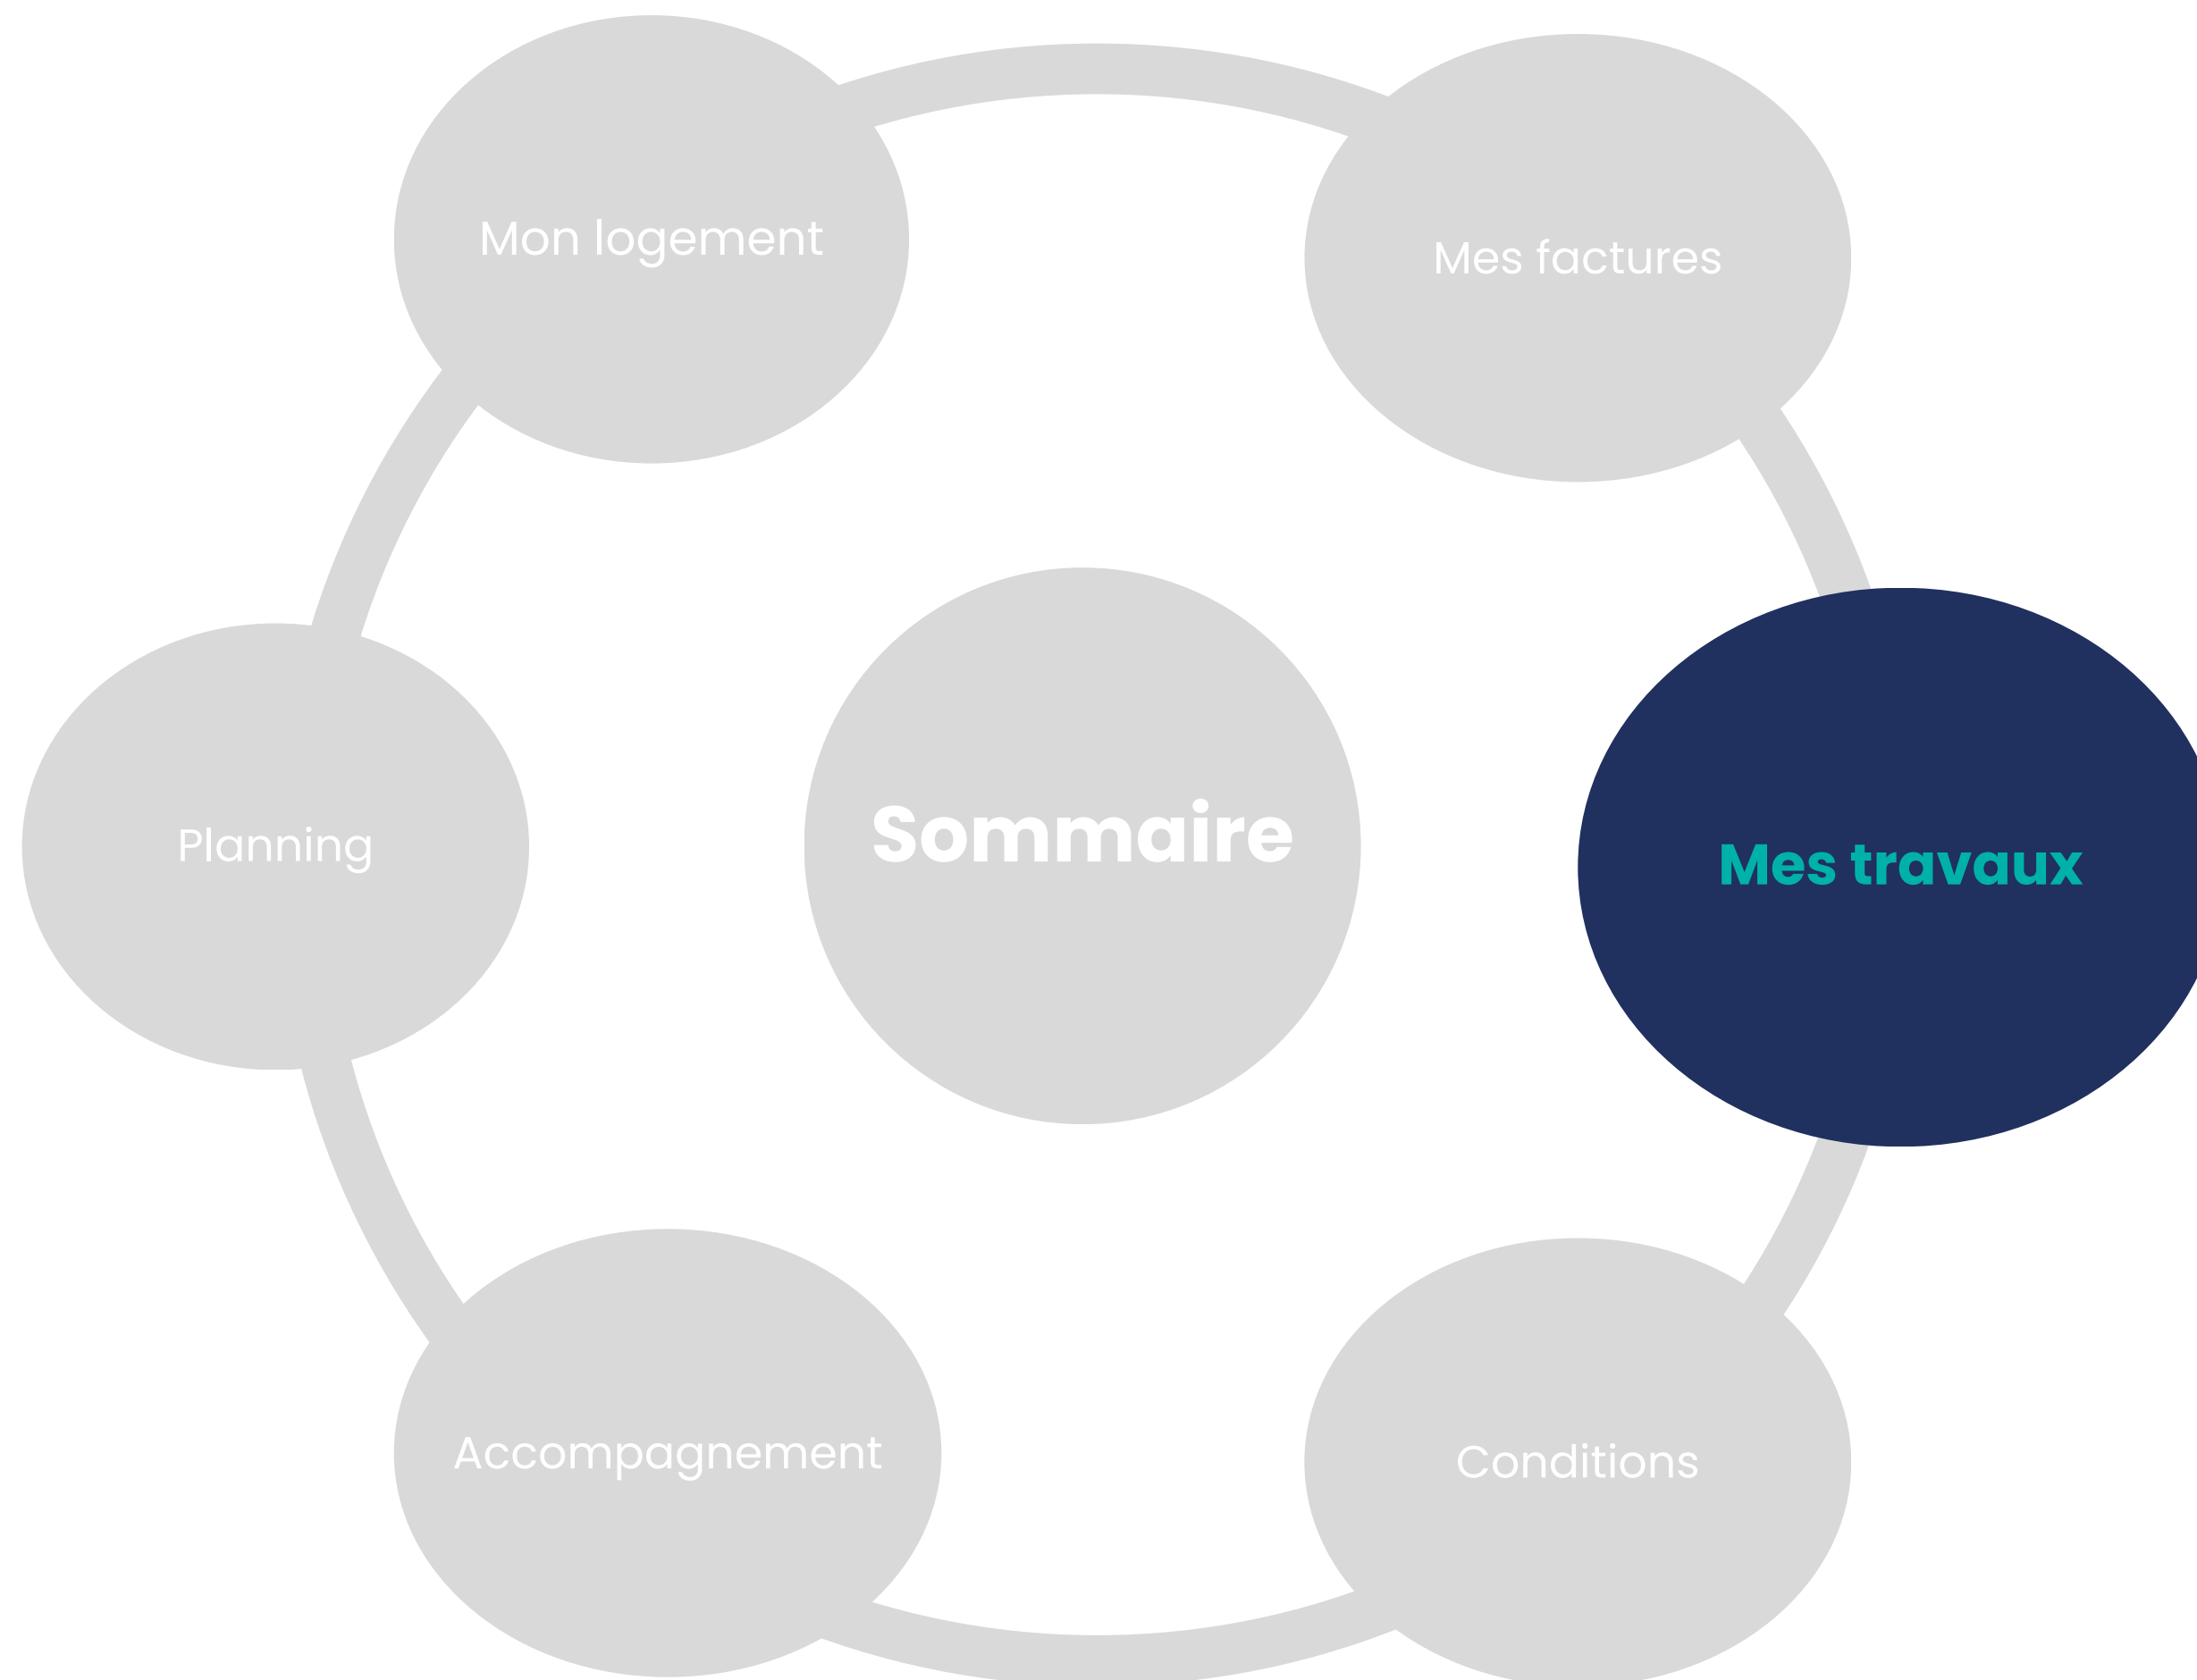 Mon logement
Mes factures
Planning
Sommaire
Mes travaux
Accompagnement
Conditions